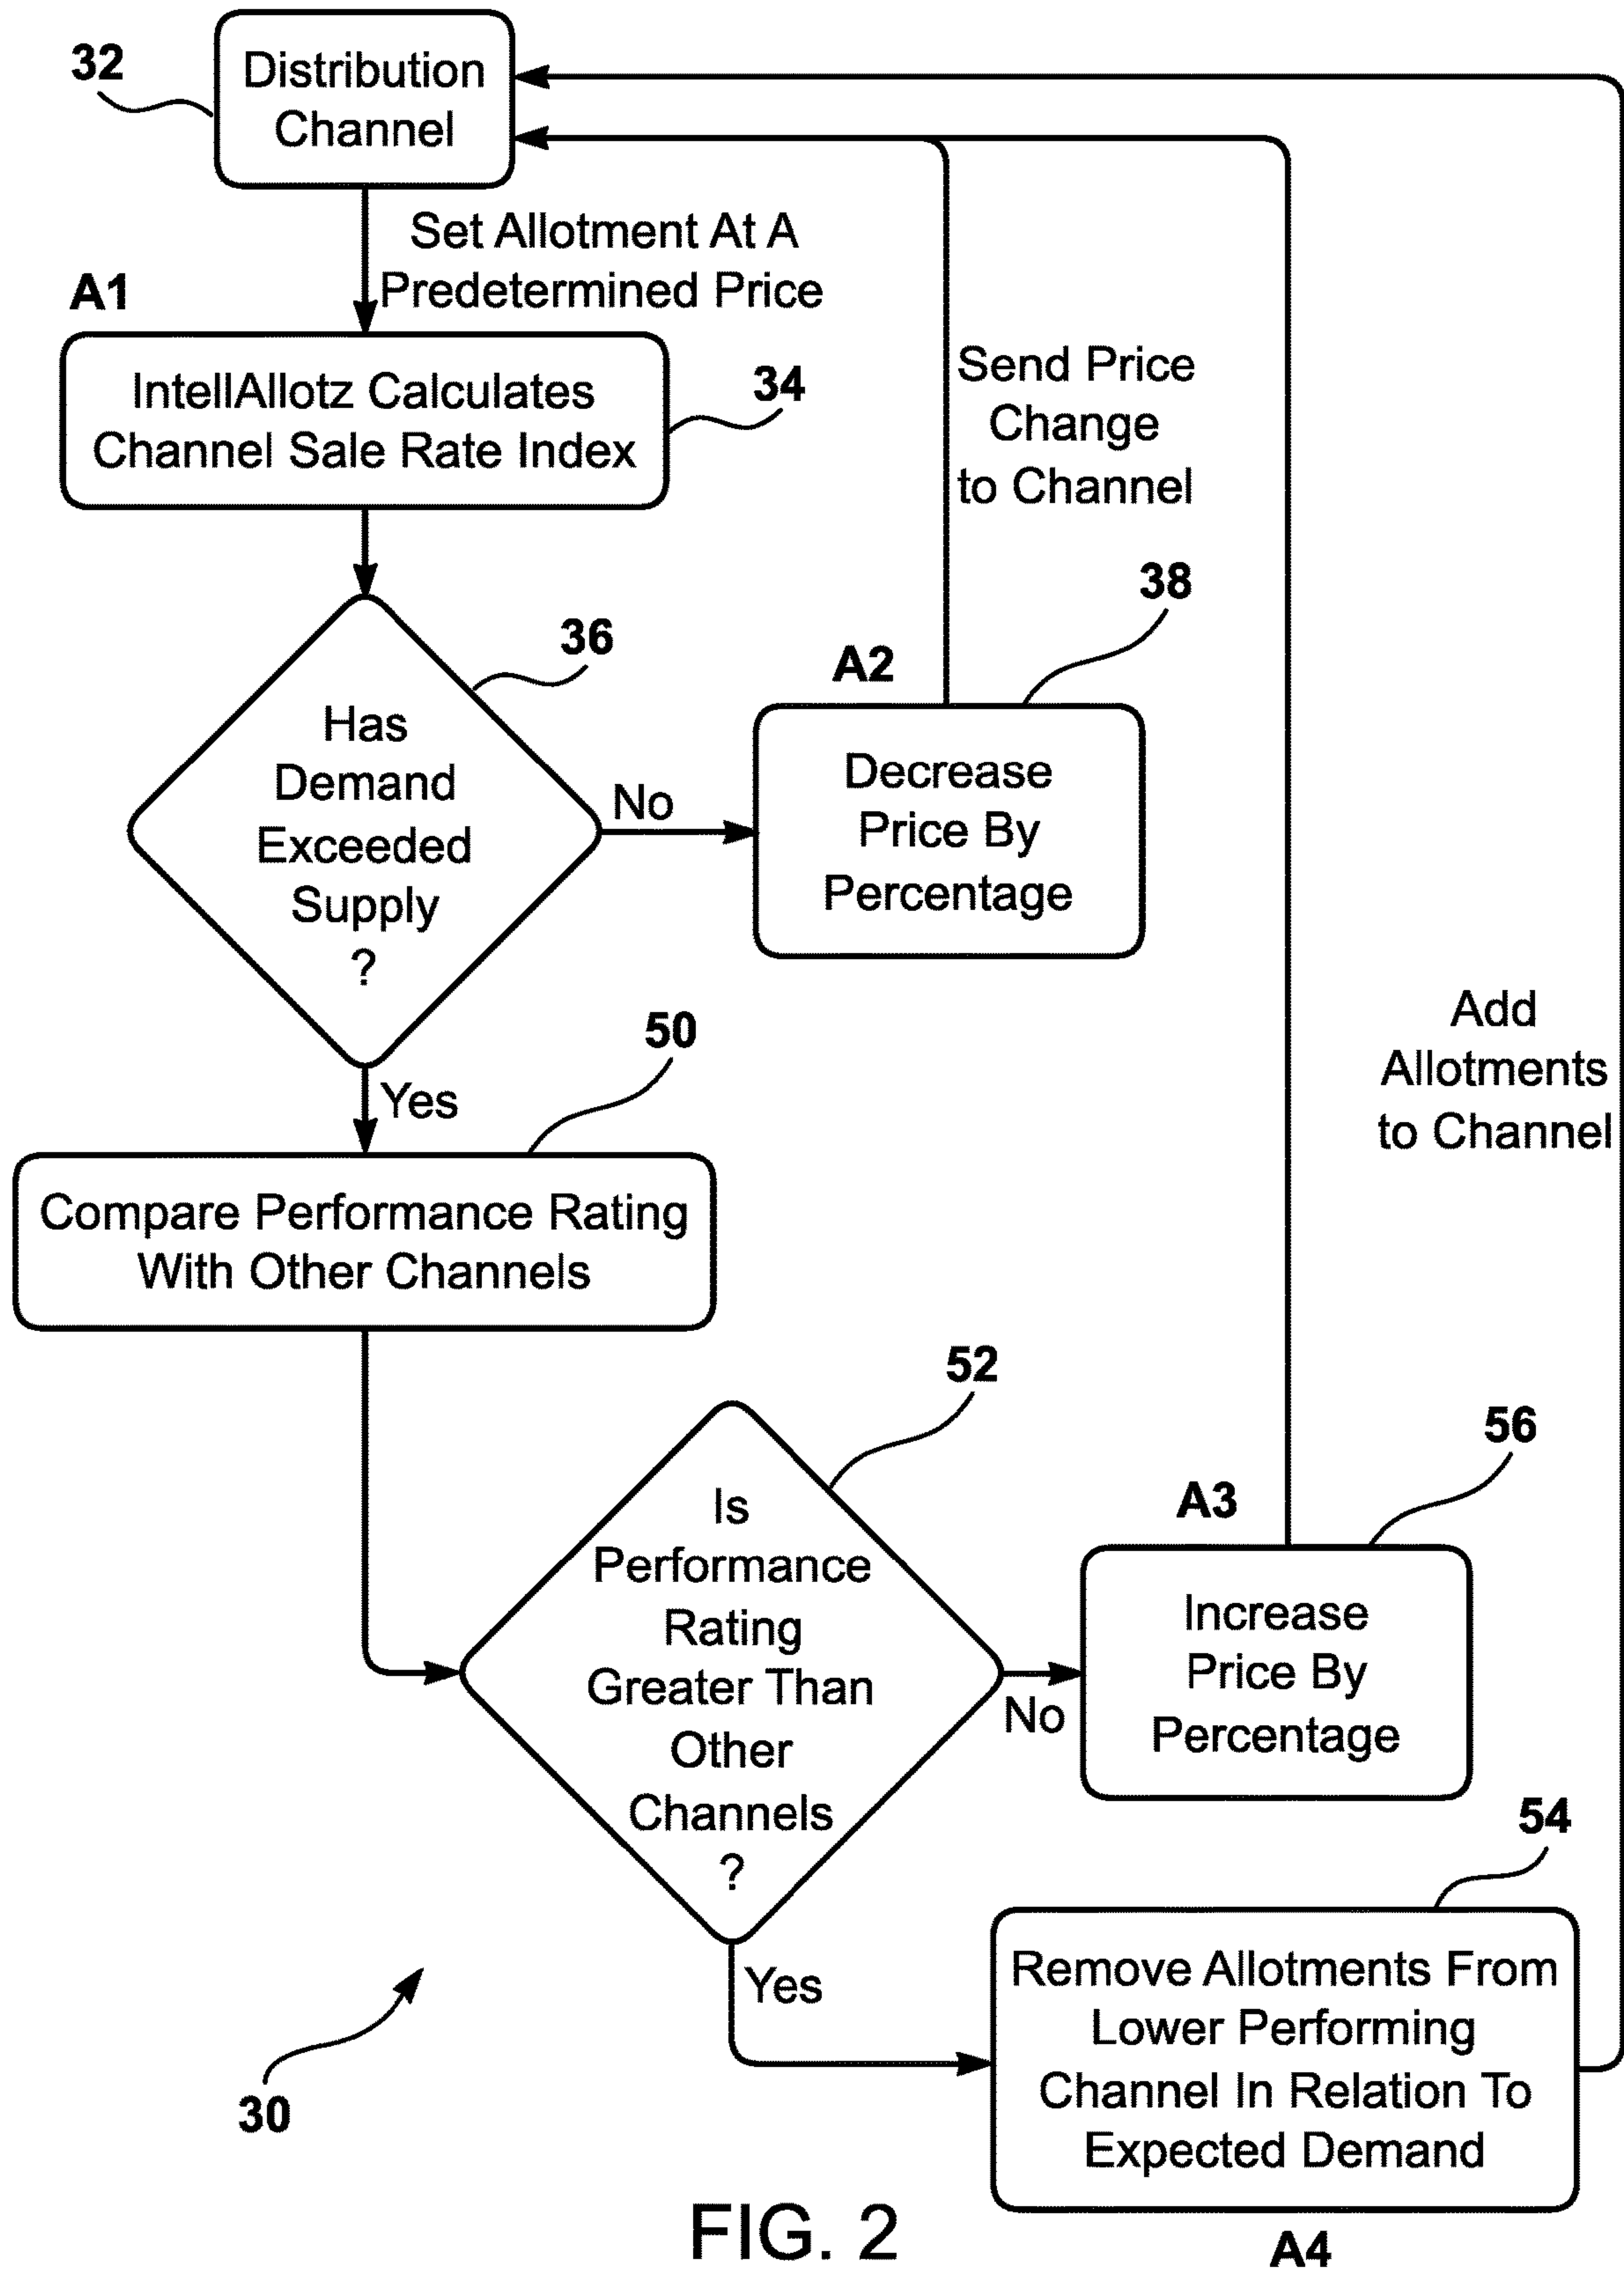 32
Distribution
Channel
Set Allotment At A
Predetermined Price
A1
IntellAllotz Calculates
Channel Sale Rate Index
34
Send Price
Change
to Channel
36
Has
Demand
Exceeded
Supply
?
No
A2
38
Decrease
Price By
Percentage
Yes
50
Compare Performance Rating
With Other Channels
Add
Allotments
to Channel
52
Is
Performance
Rating
Greater Than
Other
Channels
?
No
A3
56
Increase
Price By
Percentage
Yes
54
Remove Allotments From
Lower Performing
Channel In Relation To
Expected Demand
A4
30
FIG. 2